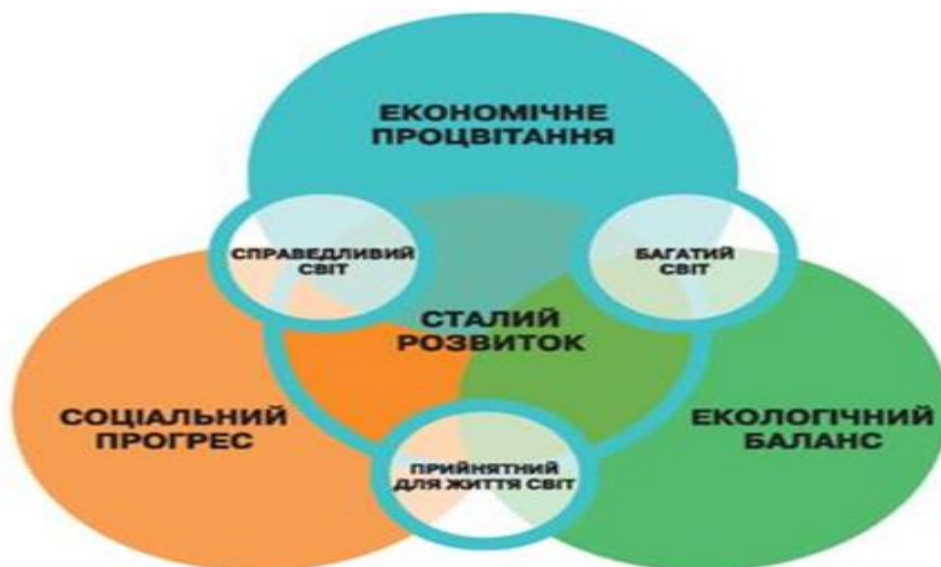 ЕКОНОМІЧНЕ
ПРОЦВІТАННЯ
СПРАВЕДЛИВИЙ
СВІТ
БАГАТИЙ
СВІТ
СТАЛИЙ
РОЗВИТОК
СОЦІАЛЬНИЙ
ПРОГРЕС
ЕКОЛОГІЧНИЙ
БАЛАНС
ПРИЙНЯТНИЙ
ДЛЯ ЖИТТЯ СВІТ